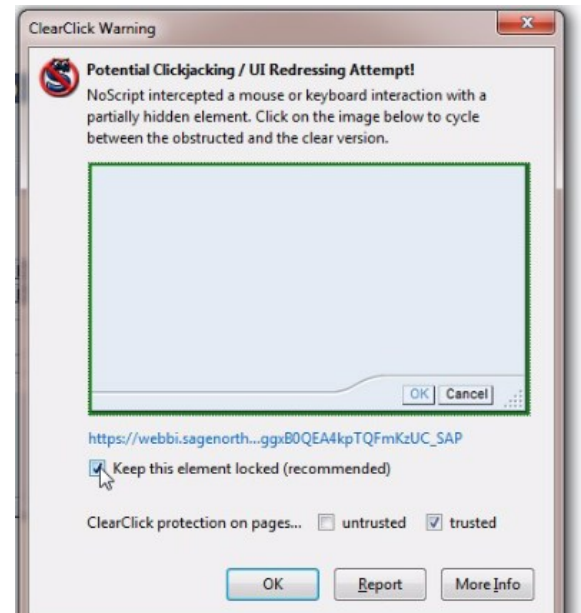 ClearClick Warning
Potential Clickjacking / UI Redressing Attempt!
NoScript intercepted a mouse or keyboard interaction with a
partially hidden element. Click on the image below to cycle
between the obstructed and the clear version.
OK Cancel
https://webbi.sagenorth...ggxB0QEA4kpTQFmKzUC_SAP
Keep this element locked (recommended)
ClearClick protection on pages... untrusted trusted
OK Report More Info